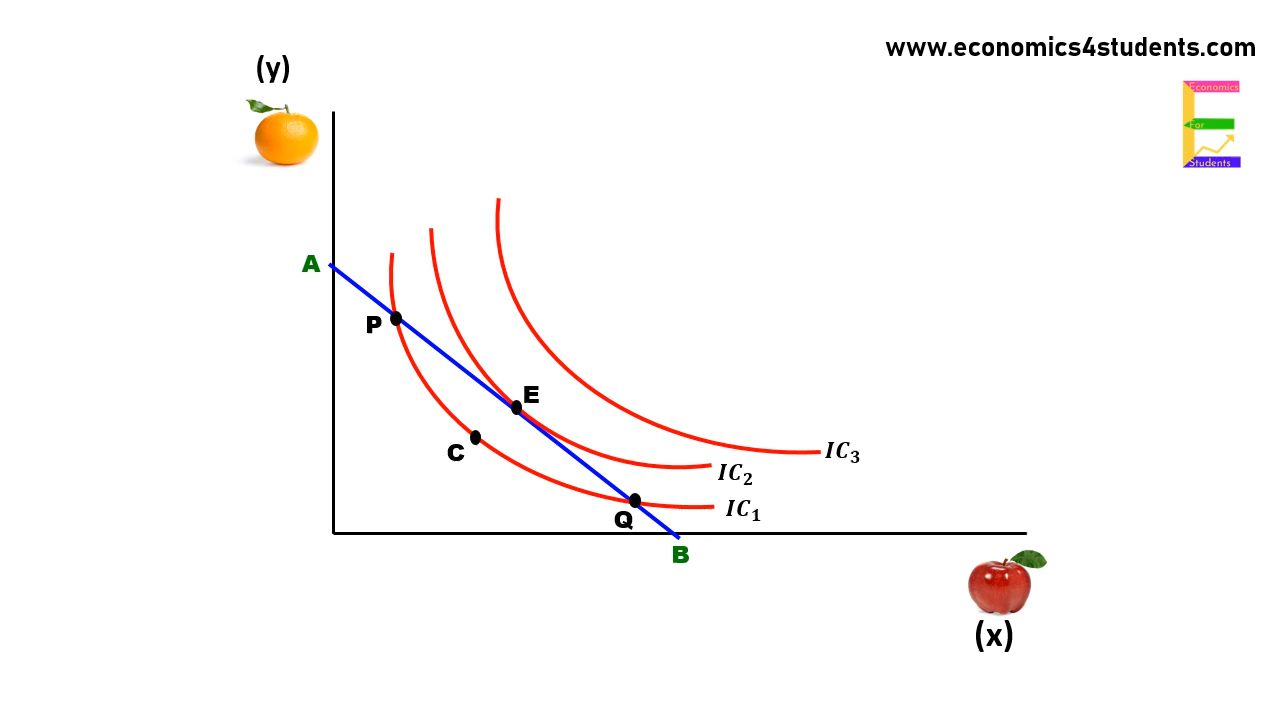 www.economics4students.com
(y)
Economics
For
Students
A
P
E
C
IC₃
IC₂
Q
IC₁
B
(x)